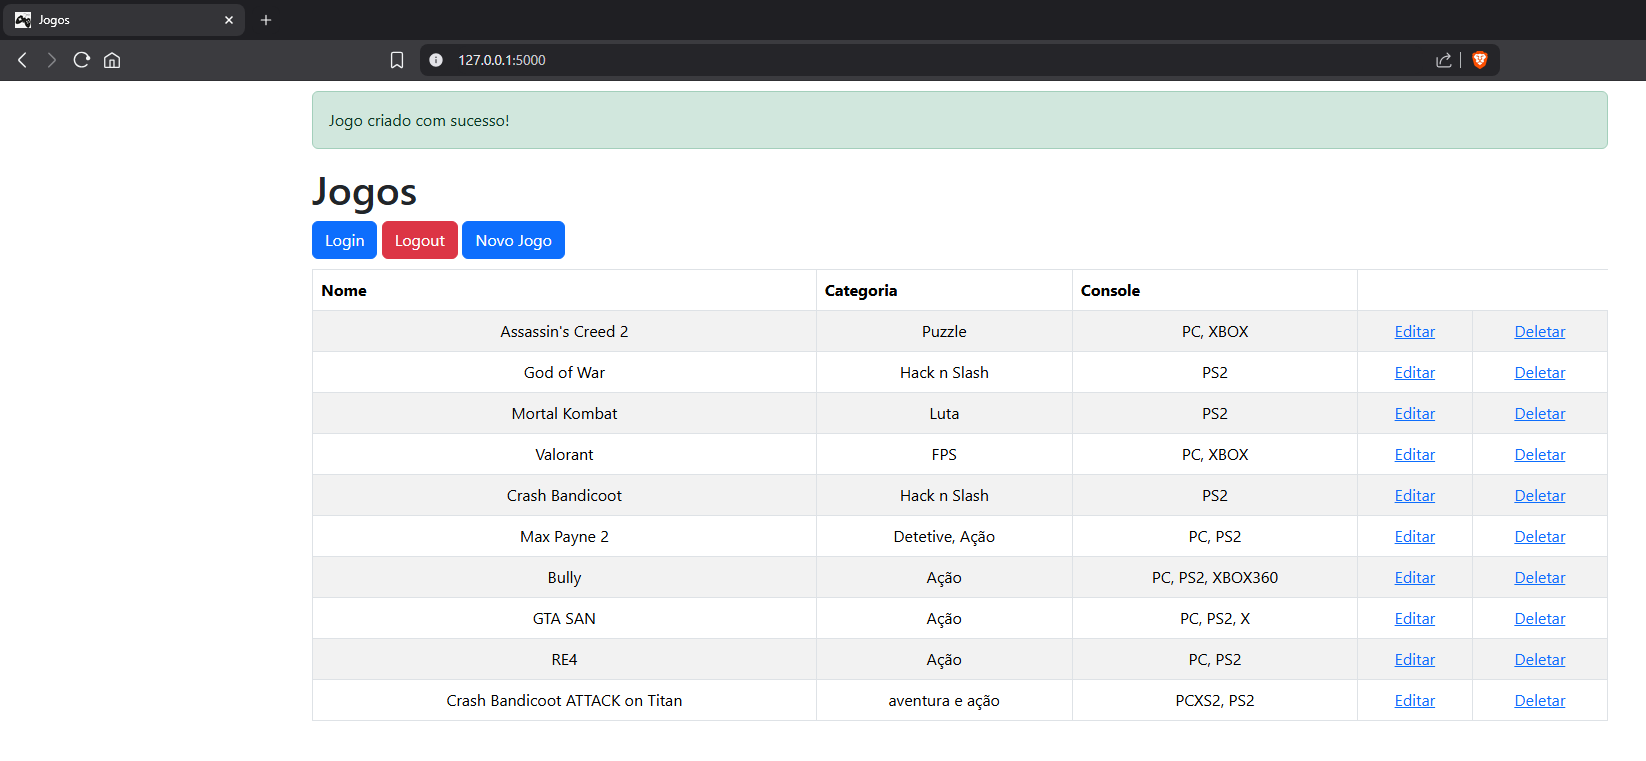 Jogos
127.0.0.1:5000
Jogo criado com sucesso!
Jogos
Login Logout Novo Jogo
Nome Categoria Console
Assassin's Creed 2 Puzzle PC, XBOX Editar Deletar
God of War Hack n Slash PS2 Editar Deletar
Mortal Kombat Luta PS2 Editar Deletar
Valorant FPS PC, XBOX Editar Deletar
Crash Bandicoot Hack n Slash PS2 Editar Deletar
Max Payne 2 Detetive, Ação PC, PS2 Editar Deletar
Bully Ação PC, PS2, XBOX360 Editar Deletar
GTA SAN Ação PC, PS2, X Editar Deletar
RE4 Ação PC, PS2 Editar Deletar
Crash Bandicoot ATTACK on Titan aventura e ação PCXS2, PS2 Editar Deletar